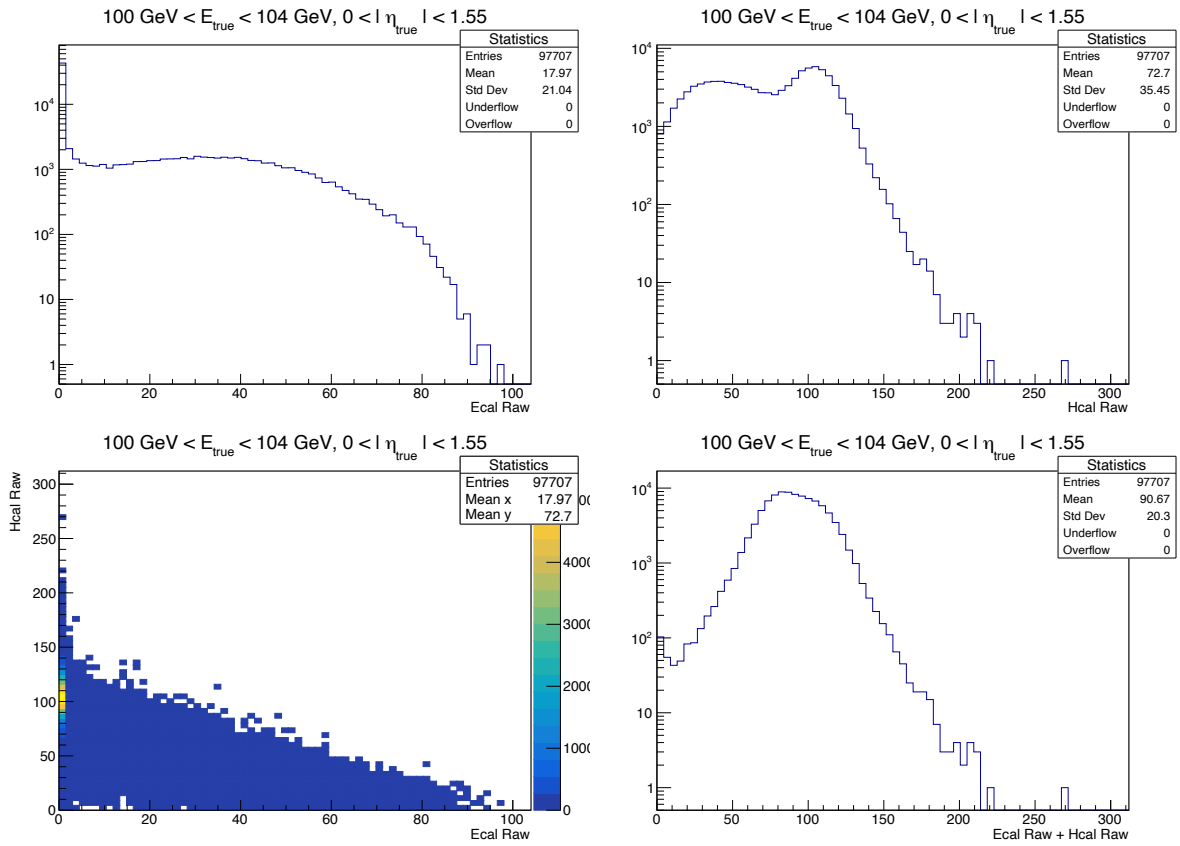 100 GeV < E_true < 104 GeV, 0 < | η_true | < 1.55
Statistics
Entries 97707
Mean 17.97
Std Dev 21.04
Underflow 0
Overflow 0
10^4
10^3
10^2
10
1
0 20 40 60 80 100
Ecal Raw
100 GeV < E_true < 104 GeV, 0 < | η_true | < 1.55
Statistics
Entries 97707
Mean 72.7
Std Dev 35.45
Underflow 0
Overflow 0
10^4
10^3
10^2
10
1
0 50 100 150 200 250 300
Hcal Raw
100 GeV < E_true < 104 GeV, 0 < | η_true | < 1.55
Statistics
Entries 97707
Mean x 17.97
Mean y 72.7
Hcal Raw
300
250
200
150
100
50
0
0 20 40 60 80 100
Ecal Raw
4000
3000
2000
1000
0
100 GeV < E_true < 104 GeV, 0 < | η_true | < 1.55
Statistics
Entries 97707
Mean 90.67
Std Dev 20.3
Underflow 0
Overflow 0
10^4
10^3
10^2
10
1
0 50 100 150 200 250 300
Ecal Raw + Hcal Raw